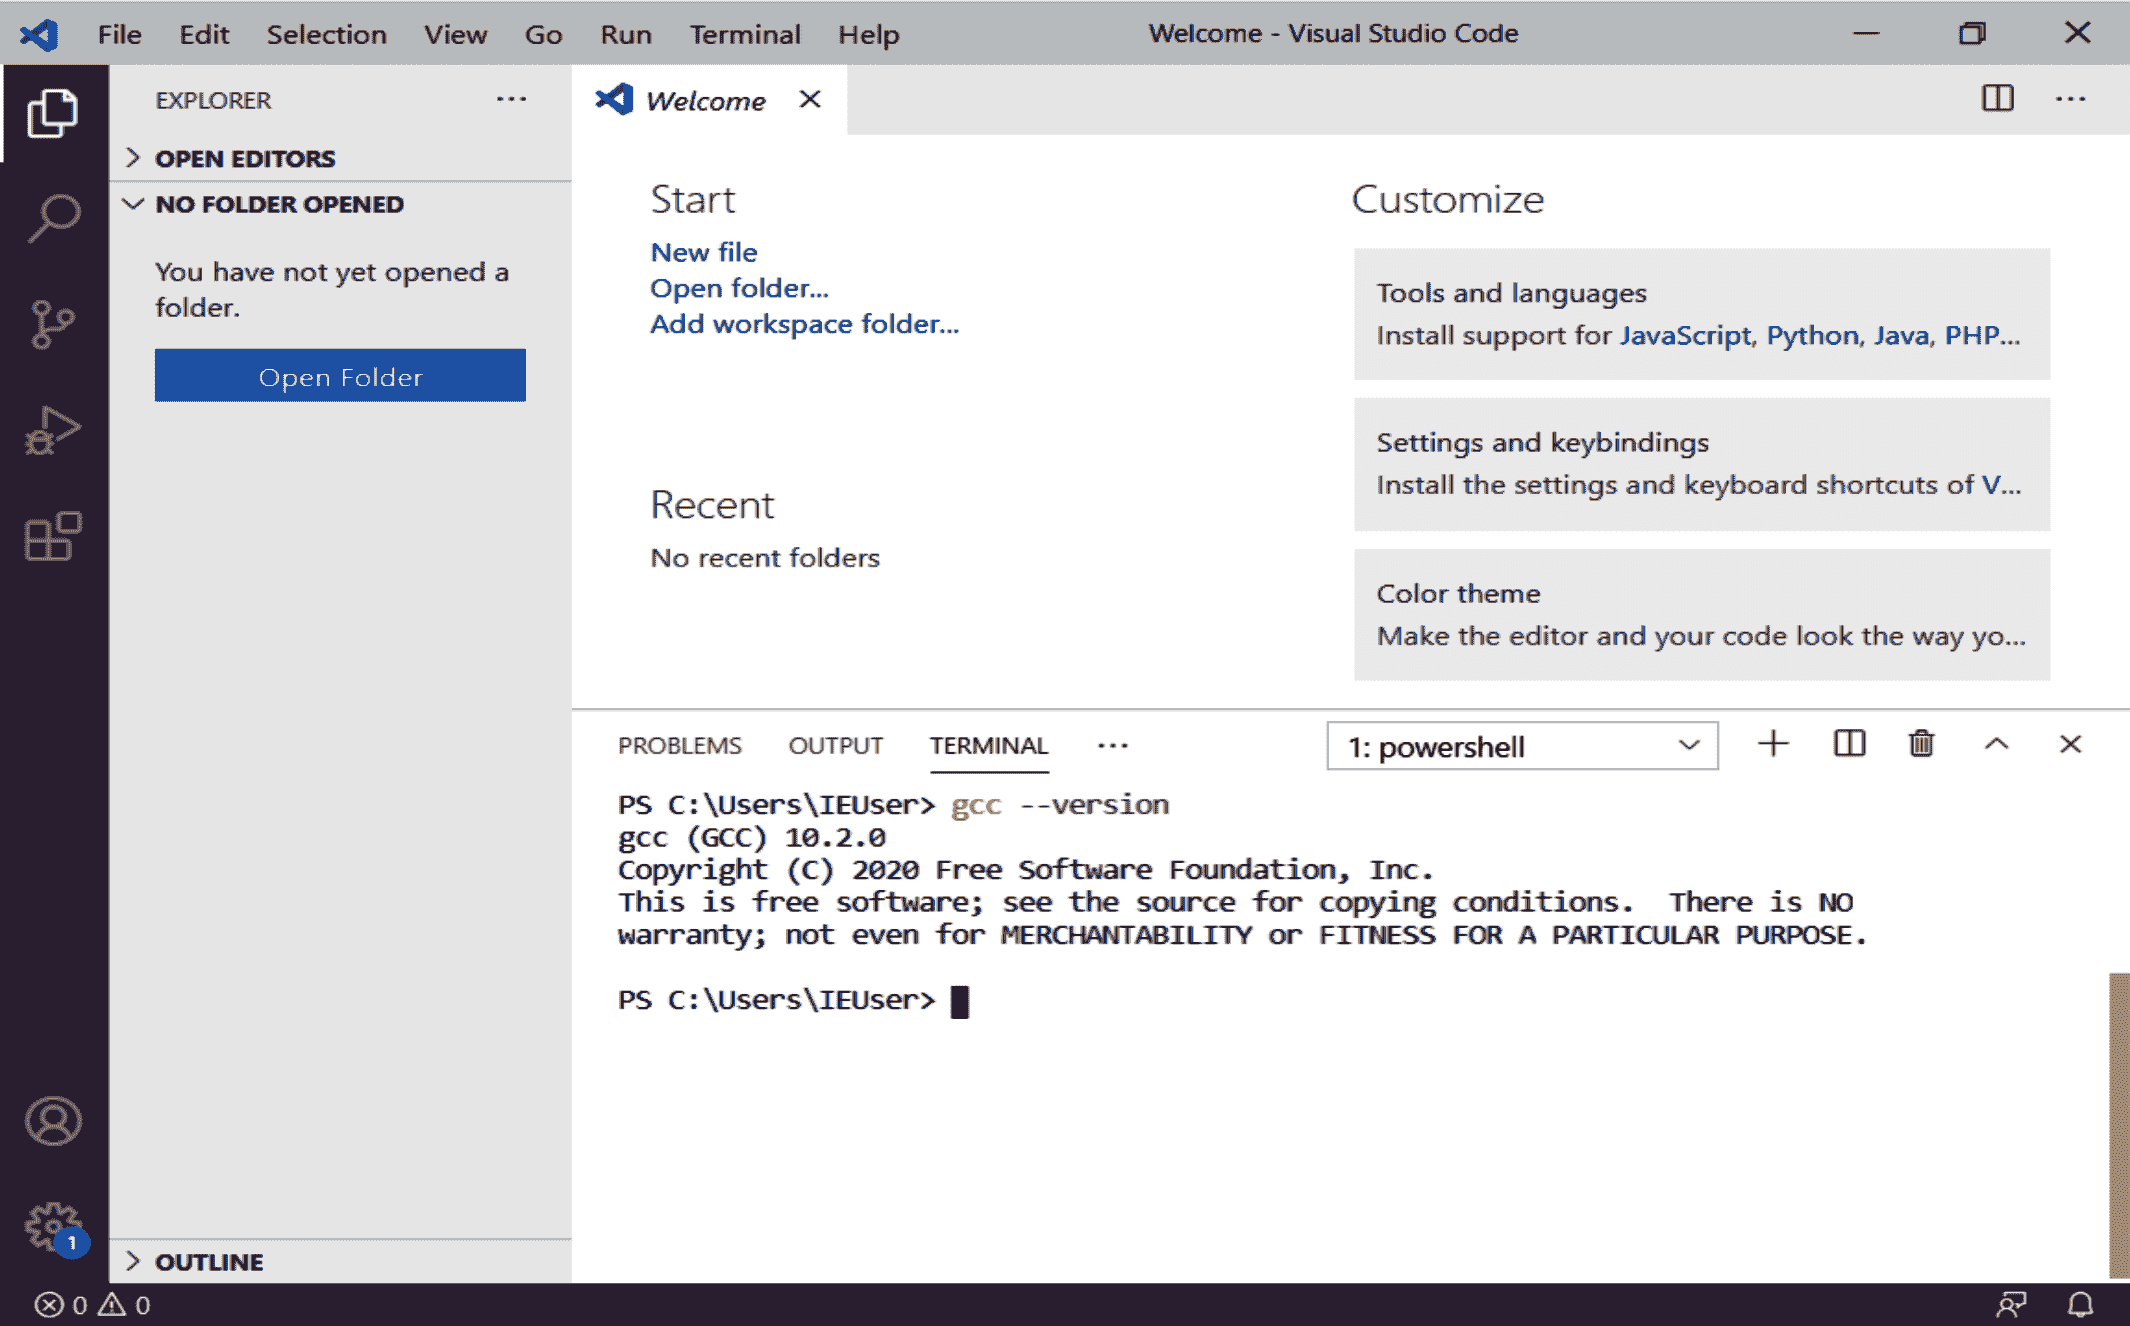 File Edit Selection View Go Run Terminal Help Welcome - Visual Studio Code
EXPLORER
OPEN EDITORS
NO FOLDER OPENED
You have not yet opened a
folder.
Open Folder
OUTLINE
Welcome
Start
New file
Open folder...
Add workspace folder...
Recent
No recent folders
Customize
Tools and languages
Install support for JavaScript, Python, Java, PHP...
Settings and keybindings
Install the settings and keyboard shortcuts of V...
Color theme
Make the editor and your code look the way yo...
PROBLEMS OUTPUT TERMINAL 1: powershell
PS C:\Users\IEUser> gcc --version
gcc (GCC) 10.2.0
Copyright (C) 2020 Free Software Foundation, Inc.
This is free software; see the source for copying conditions.  There is NO
warranty; not even for MERCHANTABILITY or FITNESS FOR A PARTICULAR PURPOSE.
PS C:\Users\IEUser>
1
0 0